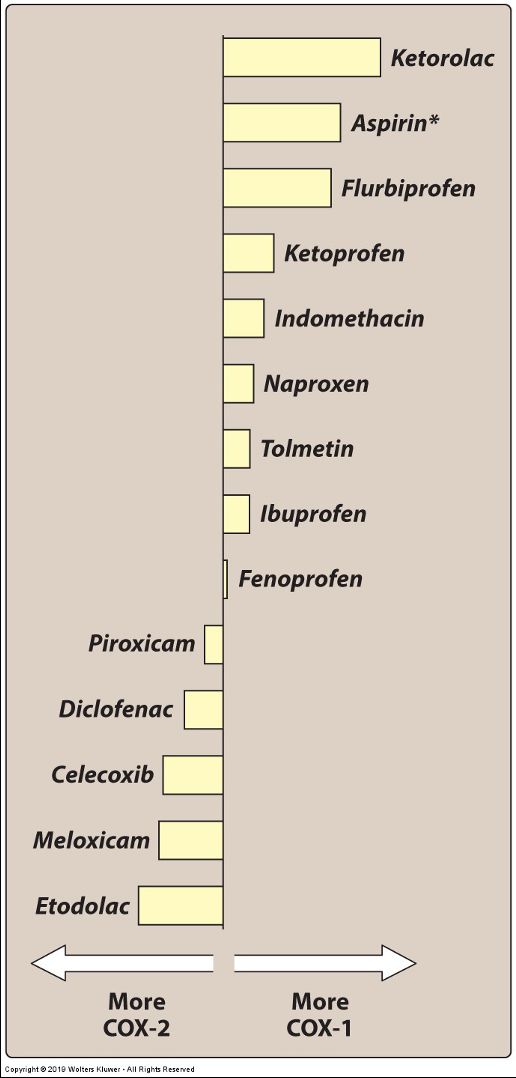 Ketorolac
Aspirin*
Flurbiprofen
Ketoprofen
Indomethacin
Naproxen
Tolmetin
Ibuprofen
Fenoprofen
Piroxicam
Diclofenac
Celecoxib
Meloxicam
Etodolac
More
COX-2
More
COX-1
Copyright © 2019 Wolters Kluwer - All Rights Reserved